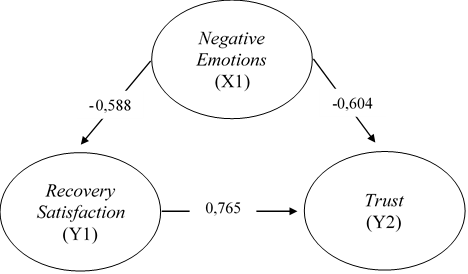 Negative
Emotions
(X1)
-0,588
-0,604
Recovery
Satisfaction
(Y1)
0,765
Trust
(Y2)